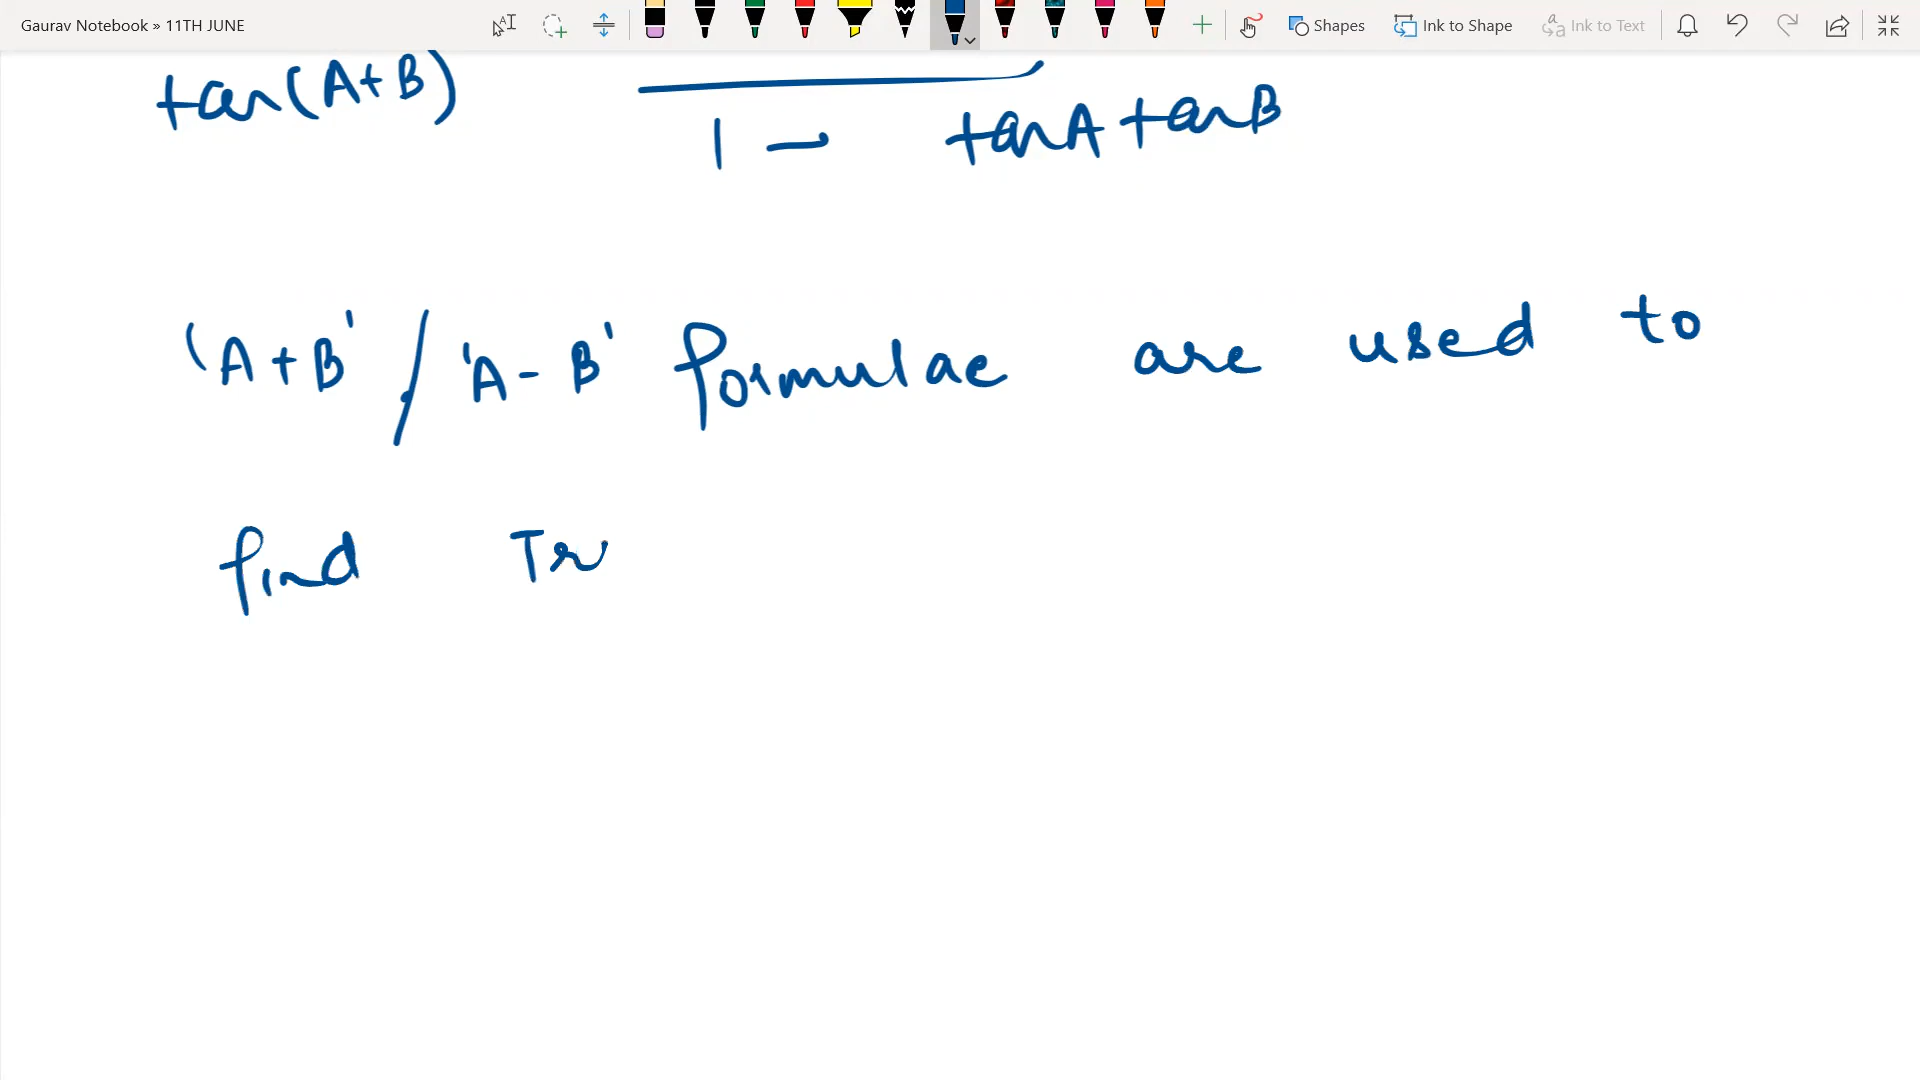 Gaurav Notebook » 11TH JUNE Shapes Ink to Shape Ink to Text
tan(A+B)
1 - tanA tanB
'A+B' / 'A-B' formulae are used to
find Tr